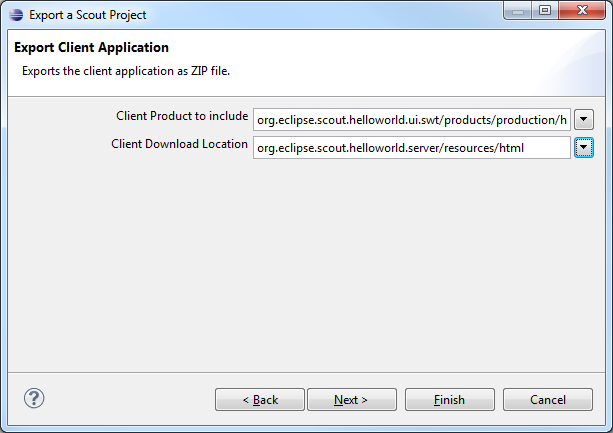 Export a Scout Project
Export Client Application
Exports the client application as ZIP file.
Client Product to include org.eclipse.scout.helloworld.ui.swt/products/production/h
Client Download Location org.eclipse.scout.helloworld.server/resources/html
?
< Back Next > Finish Cancel